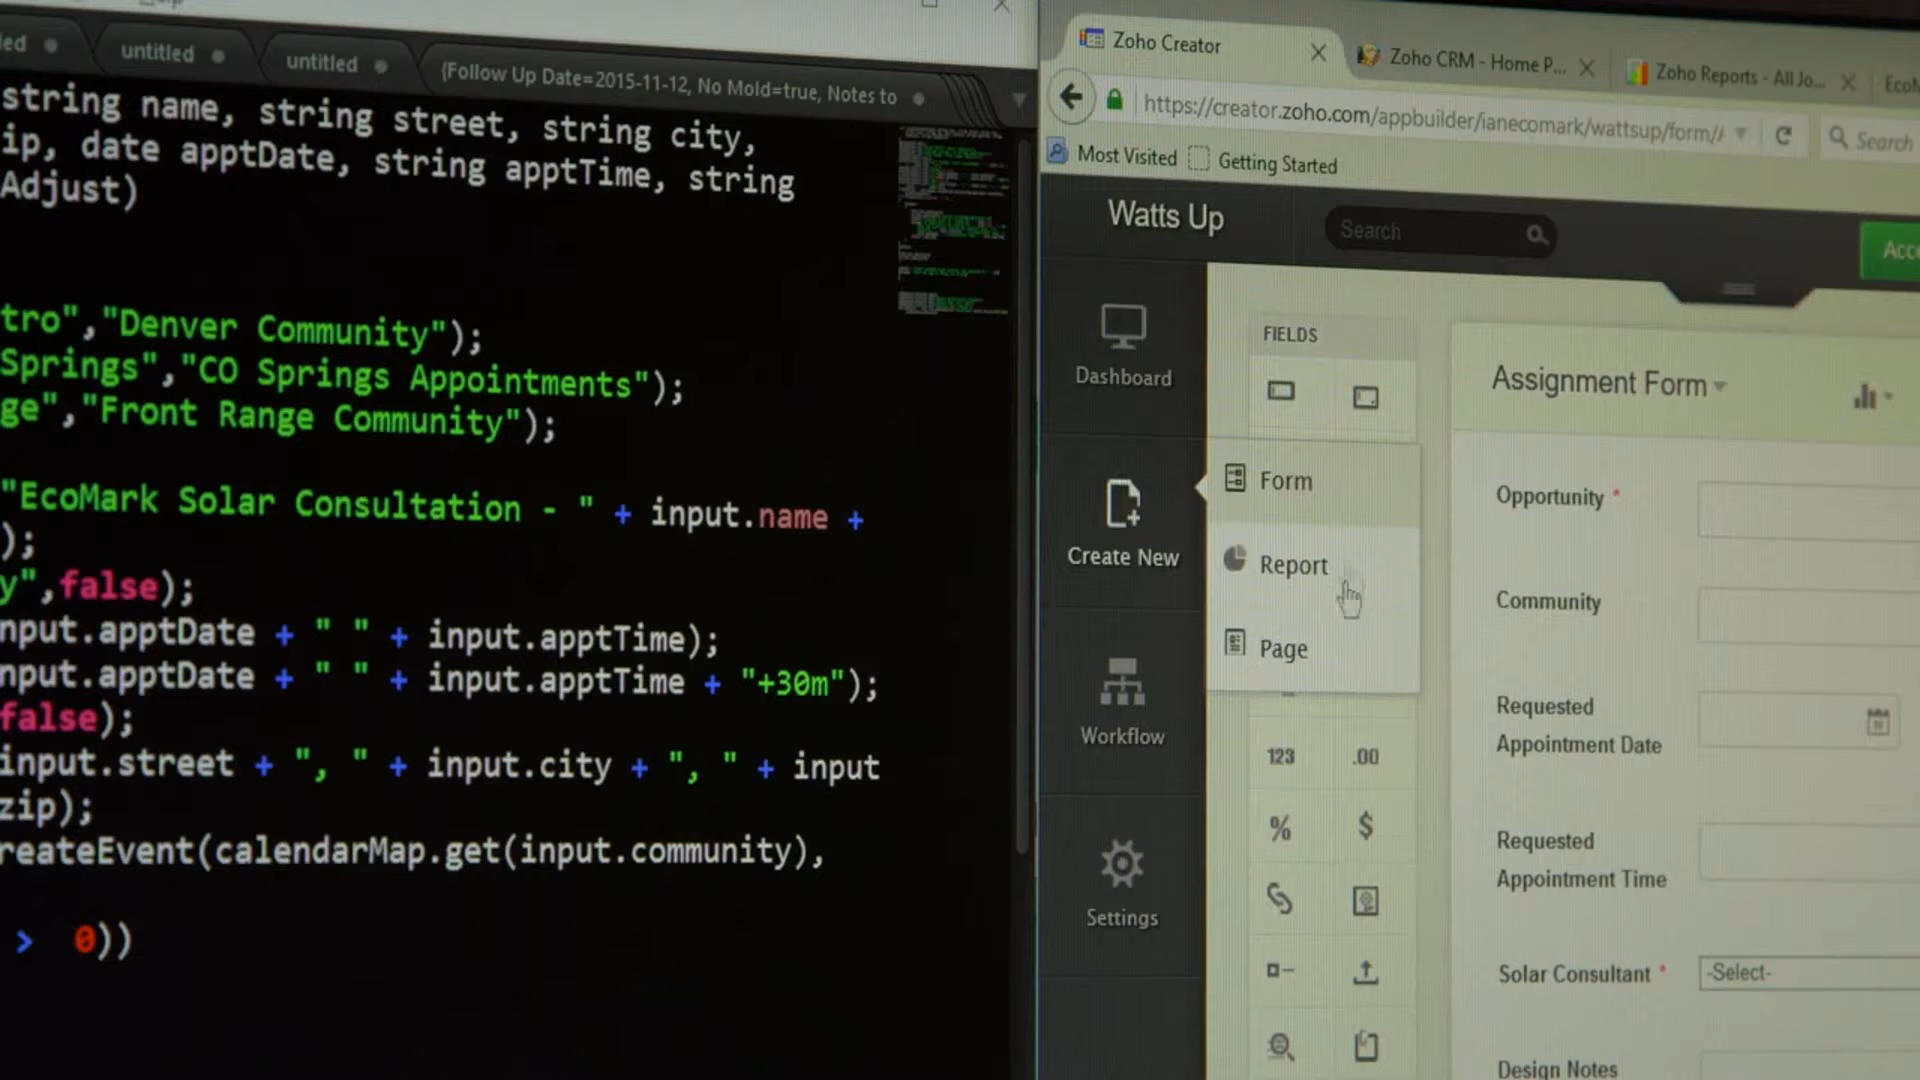 untitled
untitled
(Follow Up Date=2015-11-12, No Mold=true, Notes to
string name, string street, string city,
ip, date apptDate, string apptTime, string
Adjust)
tro","Denver Community");
Springs","CO Springs Appointments");
ge","Front Range Community");
"EcoMark Solar Consultation - " + input.name +
);
y",false);
nput.apptDate + " " + input.apptTime);
nput.apptDate + " " + input.apptTime + "+30m");
false);
input.street + ", " + input.city + ", " + input
zip);
reateEvent(calendarMap.get(input.community),
> 0))
Zoho Creator
Zoho CRM - Home P...
Zoho Reports - All Jo...
https://creator.zoho.com/appbuilder/ianecomark/wattsup/form/
Search
Most Visited
Getting Started
Watts Up
Search
Acce
Dashboard
Create New
Workflow
Settings
FIELDS
Form
Report
Page
123 .00
% $
Assignment Form
Opportunity *
Community
Requested
Appointment Date
Requested
Appointment Time
Solar Consultant * -Select-
Design Notes